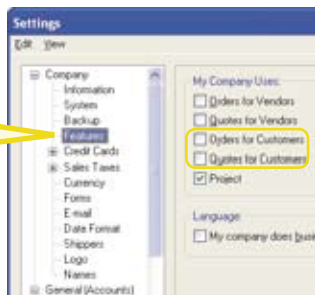 Settings
Edit View
Company
Information
System
Backup
Features
Credit Cards
Sales Taxes
Currency
Forms
E-mail
Date Format
Shippers
Logo
Names
General (Accounts)
My Company Uses:
Orders for Vendors
Quotes for Vendors
Orders for Customers
Quotes for Customers
Project
Language
My company does busi